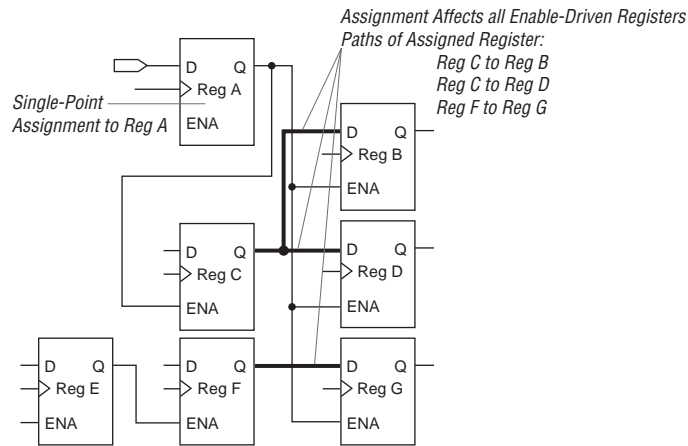 Assignment Affects all Enable-Driven Registers
Paths of Assigned Register:
Reg C to Reg B
Reg C to Reg D
Reg F to Reg G
D Q
Reg A
ENA
Single-Point
Assignment to Reg A
D Q
Reg B
ENA
D Q
Reg C
ENA
D Q
Reg D
ENA
D Q
Reg E
ENA
D Q
Reg F
ENA
D Q
Reg G
ENA